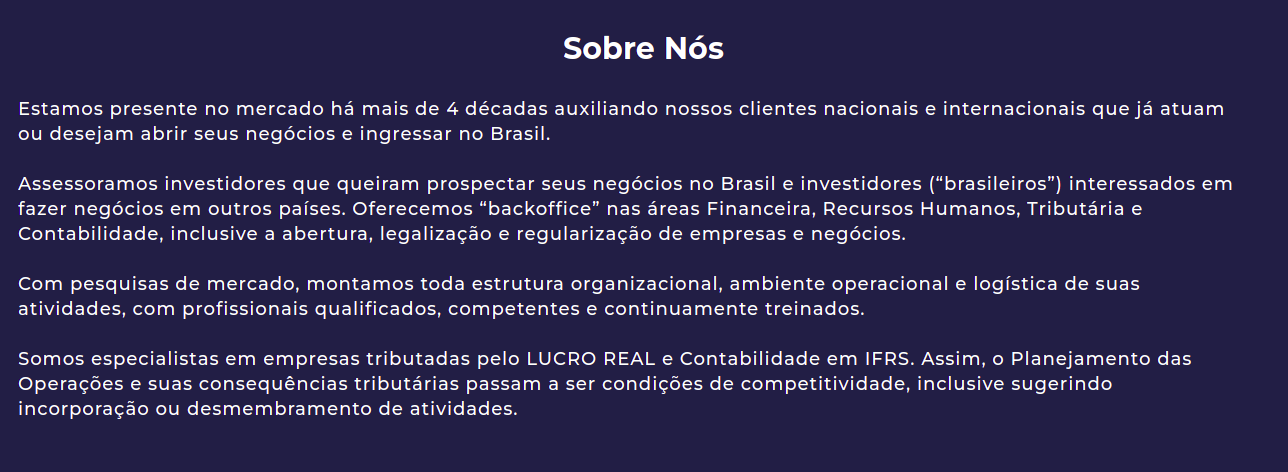 Sobre Nós
Estamos presente no mercado há mais de 4 décadas auxiliando nossos clientes nacionais e internacionais que já atuam
ou desejam abrir seus negócios e ingressar no Brasil.
Assessoramos investidores que queiram prospectar seus negócios no Brasil e investidores (“brasileiros”) interessados em
fazer negócios em outros países. Oferecemos “backoffice” nas áreas Financeira, Recursos Humanos, Tributária e
Contabilidade, inclusive a abertura, legalização e regularização de empresas e negócios.
Com pesquisas de mercado, montamos toda estrutura organizacional, ambiente operacional e logística de suas
atividades, com profissionais qualificados, competentes e continuamente treinados.
Somos especialistas em empresas tributadas pelo LUCRO REAL e Contabilidade em IFRS. Assim, o Planejamento das
Operações e suas consequências tributárias passam a ser condições de competitividade, inclusive sugerindo
incorporação ou desmembramento de atividades.